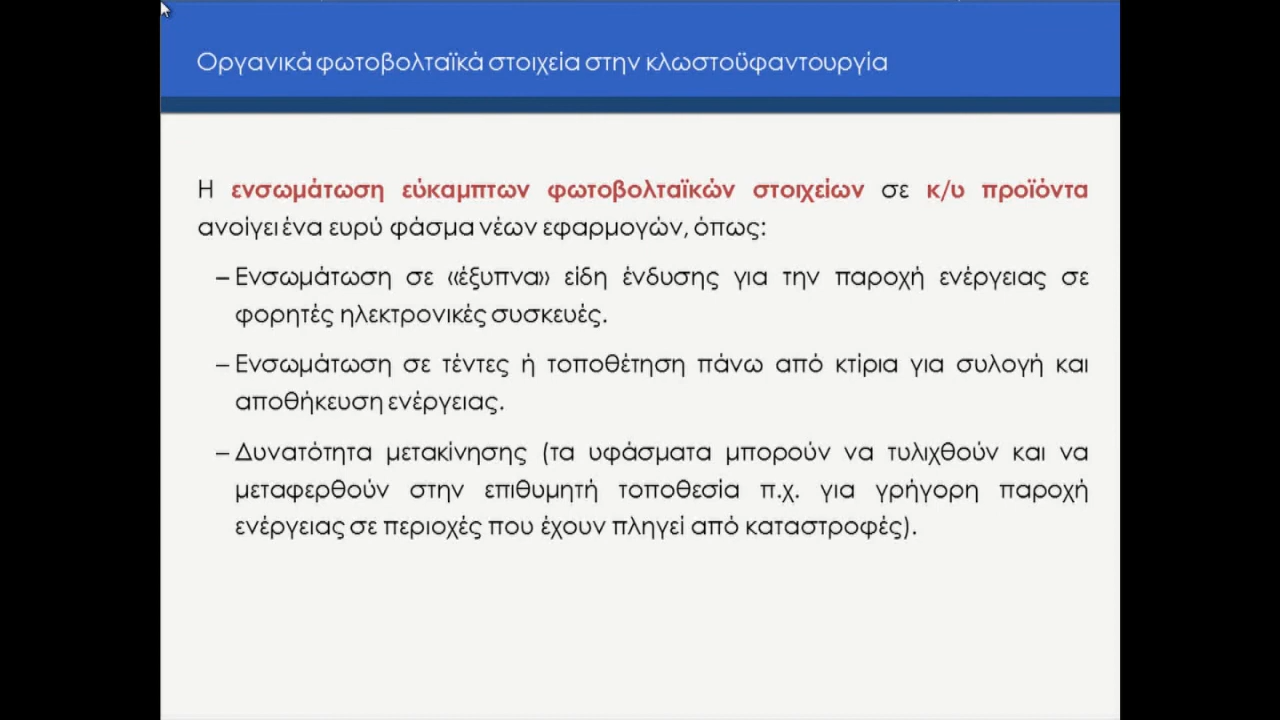 Οργανικά φωτοβολταϊκά στοιχεία στην κλωστοϋφαντουργία
Η ενσωμάτωση εύκαμπτων φωτοβολταϊκών στοιχείων σε κ/υ προϊόντα
ανοίγει ένα ευρύ φάσμα νέων εφαρμογών, όπως:
– Ενσωμάτωση σε «έξυπνα» είδη ένδυσης για την παροχή ενέργειας σε
φορητές ηλεκτρονικές συσκευές.
– Ενσωμάτωση σε τέντες ή τοποθέτηση πάνω από κτίρια για συλογή και
αποθήκευση ενέργειας.
– Δυνατότητα μετακίνησης (τα υφάσματα μπορούν να τυλιχθούν και να
μεταφερθούν στην επιθυμητή τοποθεσία π.χ. για γρήγορη παροχή
ενέργειας σε περιοχές που έχουν πληγεί από καταστροφές).